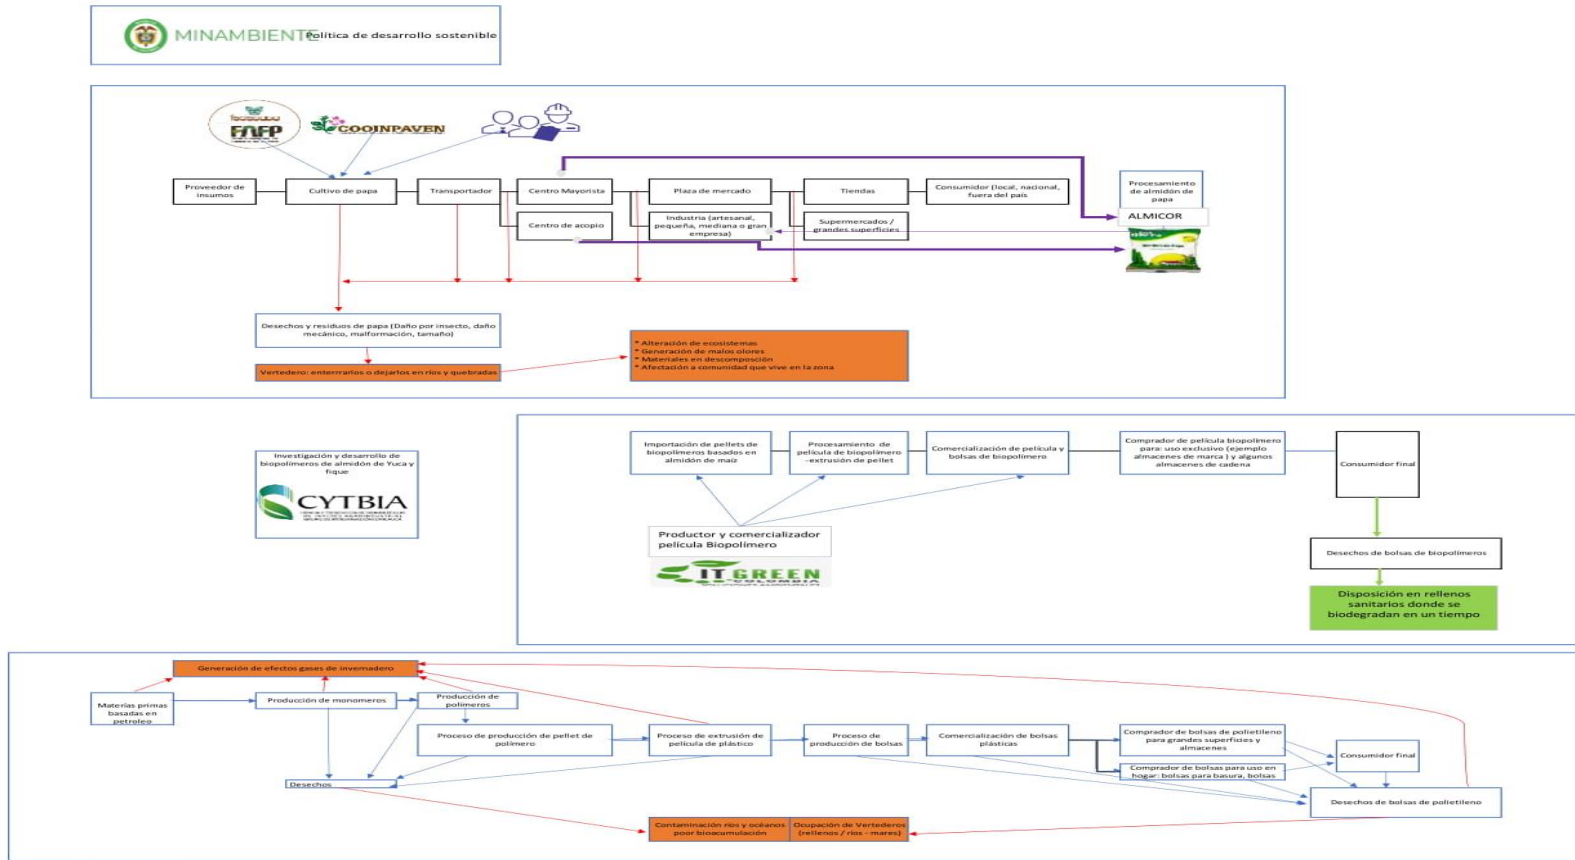 MINAMBIENTE
Política de desarrollo sostenible
FNFP
COOINPAVEN
Proveedor de
insumos
Cultivo de papa
Transportador
Centro Mayorista
Plaza de mercado
Tiendas
Consumidor (local, nacional,
fuera del país
Procesamiento
de almidón de
papa
ALMICOR
Centro de acopio
Industria (artesanal,
pequeña, mediana o gran
empresa)
Supermercados /
grandes superficies
Desechos y residuos de papa (Daño por insecto, daño
mecánico, malformación, tamaño)
Vertedero: enterrrarlos o dejarlos en ríos y quebradas
* Alteración de ecosistemas
* Generación de malos olores
* Materiales en descomposción
* Afectación a comunidad que vive en la zona
Investigación y desarrollo de
biopolímeros de almidón de Yuca y
fique
CYTBIA
Importación de pellets de
biopolímeros basados en
almidón de maíz
Procesamiento de
película de biopolímero
-extrusión de pellet
Comercialización de película y
bolsas de biopolímero
Comprador de película biopolímero
para: uso exclusivo (ejemplo
almacenes de marca ) y algunos
almacenes de cadena
Consumidor final
Productor y comercializador
película Biopolímero
IT GREEN
COLOMBIA
Desechos de bolsas de biopolímeros
Disposición en rellenos
sanitarios donde se
biodegradan en un tiempo
Generación de efectos gases de invernadero
Materías primas
basadas en
petroleo
Producción de monomeros
Producción de
polímeros
Proceso de producción de pellet de
polímero
Proceso de extrusión de
película de plástico
Proceso de
producción de bolsas
Comercialización de bolsas
plásticas
Comprador de bolsas de polietileno
para grandes superficies y
almacenes
Comprador de bolsas para uso en
hogar: bolsas para basura, bolsas
Consumidor final
Desechos
Desechos de bolsas de polietileno
Contaminación ríos y océanos
poor bioacumulación
Ocupación de Vertederos
(rellenos / ríos - mares)